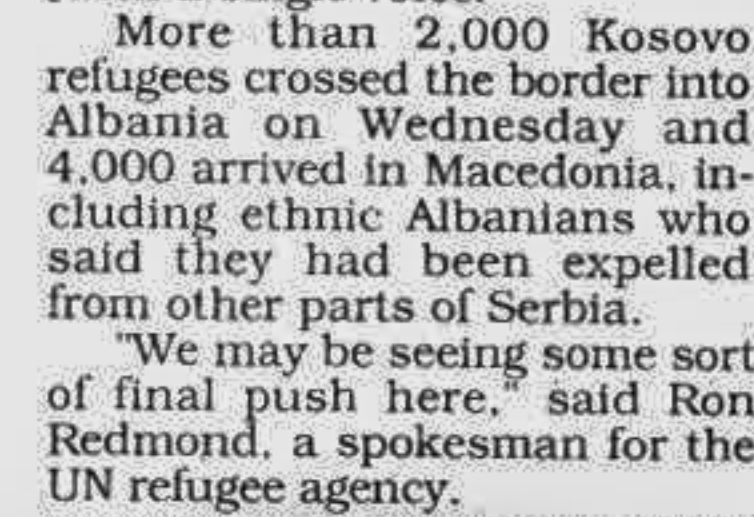 More than 2,000 Kosovo
refugees crossed the border into
Albania on Wednesday and
4,000 arrived in Macedonia, in-
cluding ethnic Albanians who
said they had been expelled
from other parts of Serbia.
"We may be seeing some sort
of final push here," said Ron
Redmond, a spokesman for the
UN refugee agency.